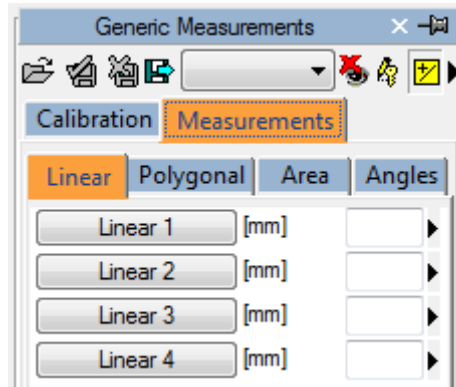 Generic Measurements
Calibration Measurements
Linear Polygonal Area Angles
Linear 1 [mm]
Linear 2 [mm]
Linear 3 [mm]
Linear 4 [mm]